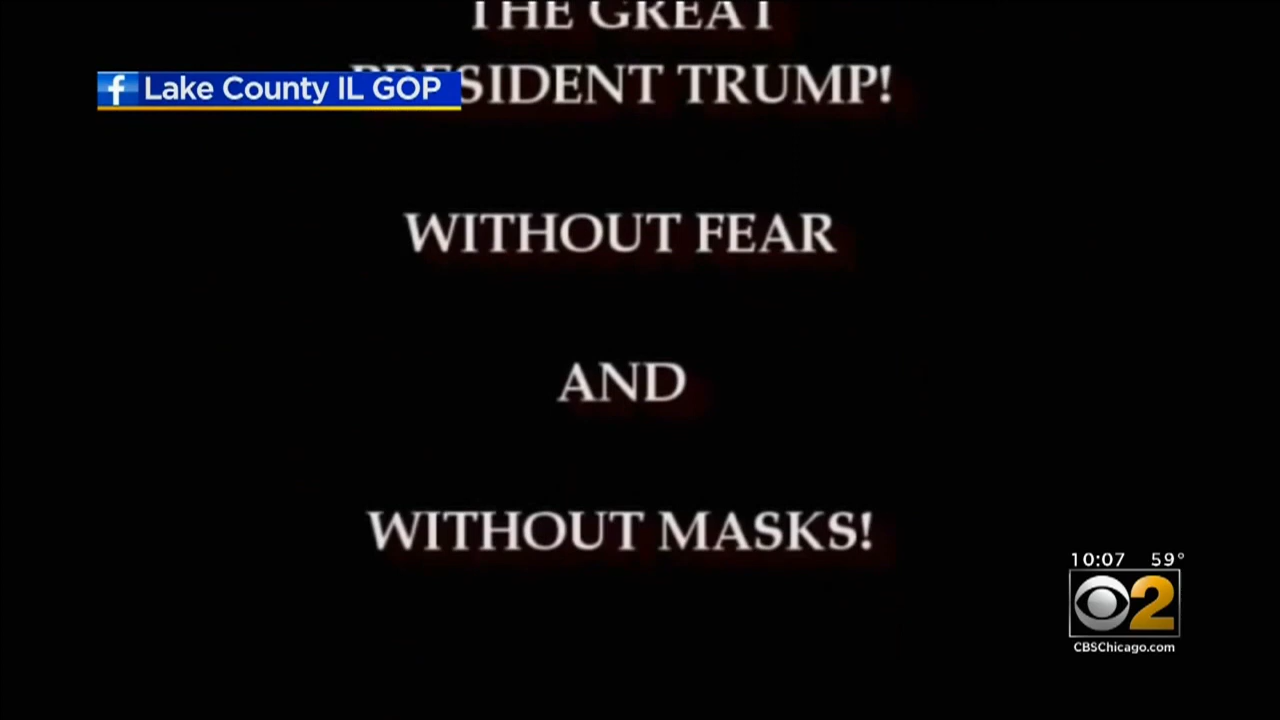 THE GREAT
f Lake County IL GOP
SIDENT TRUMP!
WITHOUT FEAR
AND
WITHOUT MASKS!
10:07 59°
2
CBSChicago.com